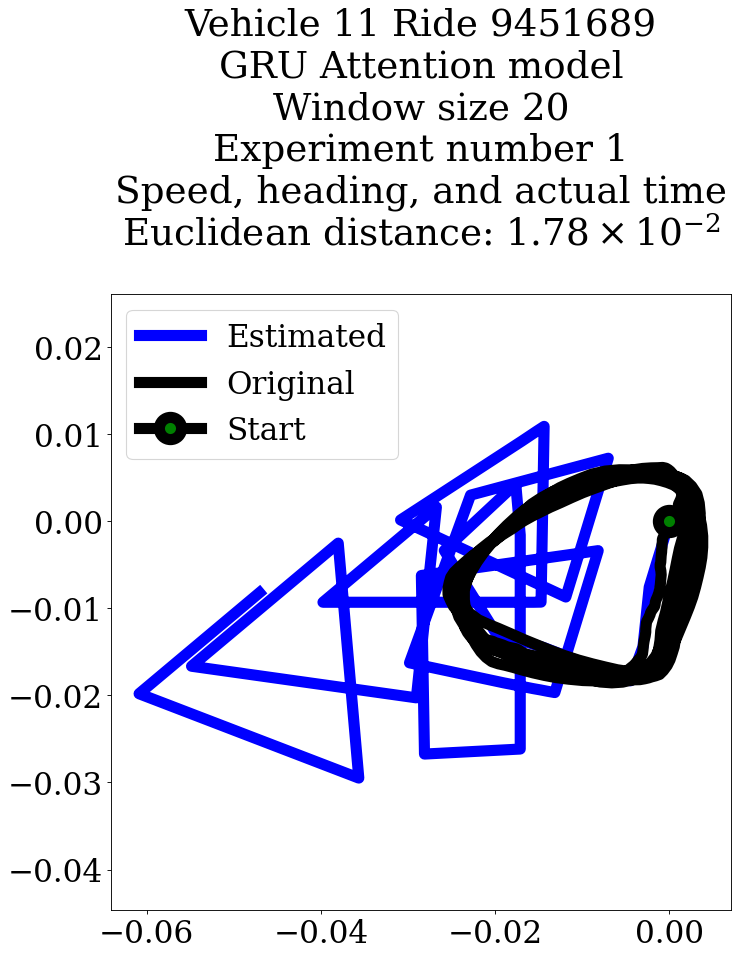 Vehicle 11 Ride 9451689
GRU Attention model
Window size 20
Experiment number 1
Speed, heading, and actual time
Euclidean distance: 1.78 × 10⁻²
Estimated
Original
Start
0.02
0.01
0.00
−0.01
−0.02
−0.03
−0.04
−0.06
−0.04
−0.02
0.00